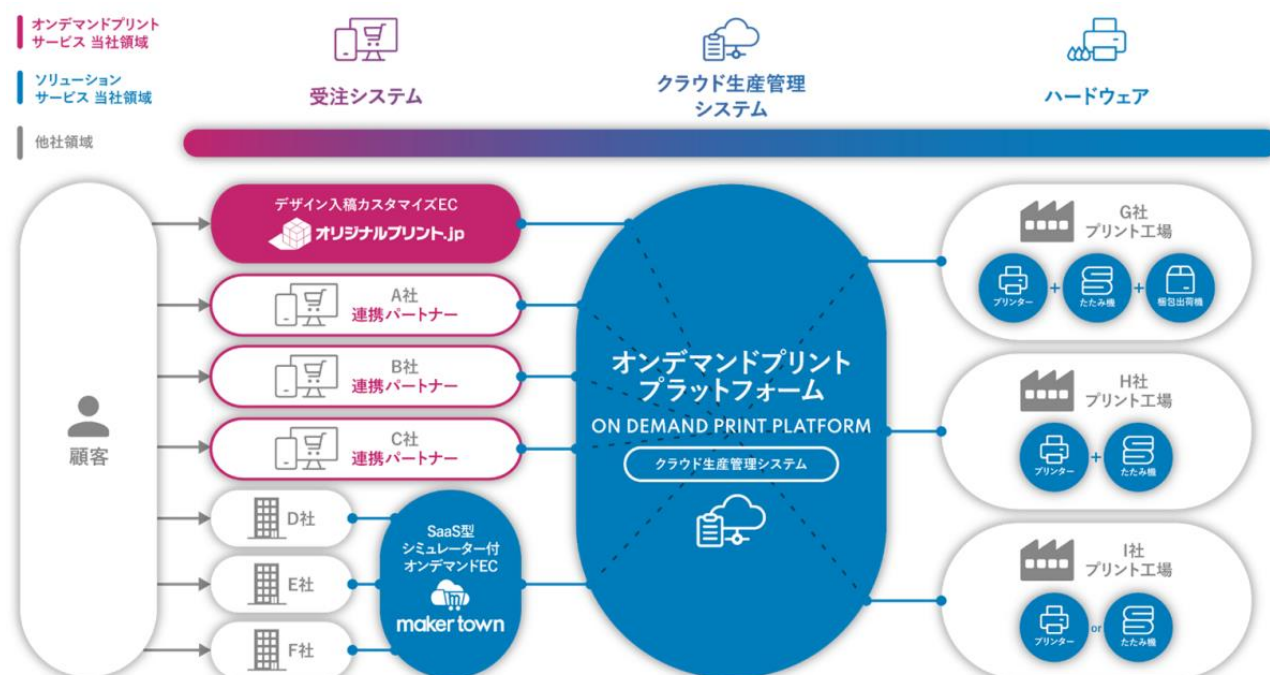 オンデマンドプリント
サービス 当社領域
ソリューション
サービス 当社領域
他社領域
受注システム
クラウド生産管理
システム
ハードウェア
顧客
デザイン入稿カスタマイズEC
オリジナルプリント.jp
A社
連携パートナー
B社
連携パートナー
C社
連携パートナー
D社
E社
F社
SaaS型
シミュレーター付
オンデマンドEC
maker town
オンデマンドプリント
プラットフォーム
ON DEMAND PRINT PLATFORM
クラウド生産管理システム
G社
プリント工場
プリンター + たたみ機 + 梱包出荷機
H社
プリント工場
プリンター + たたみ機
I社
プリント工場
プリンター or たたみ機